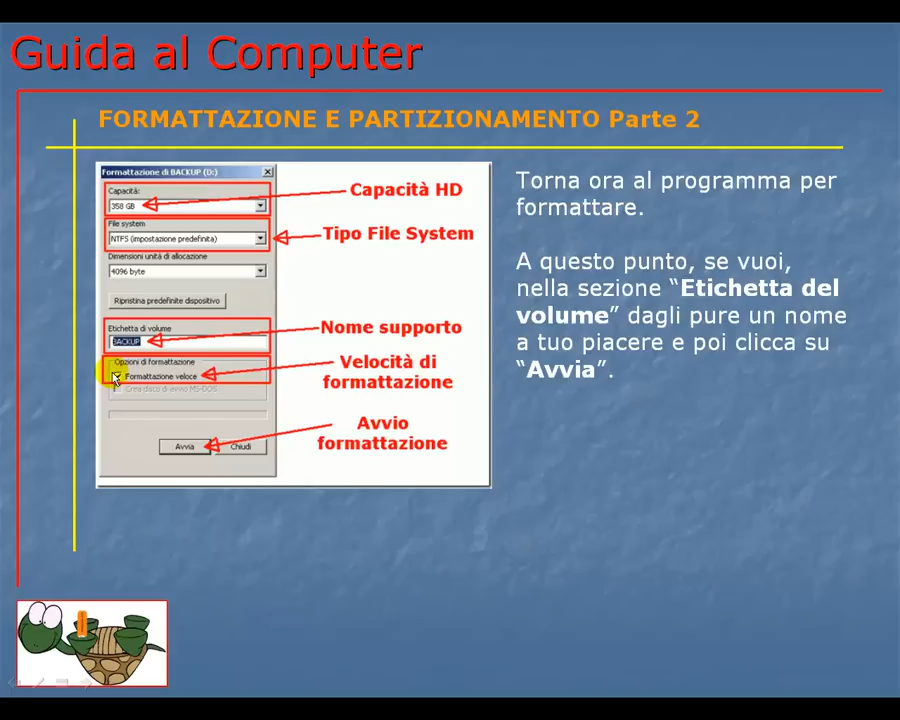 Guida al Computer
FORMATTAZIONE E PARTIZIONAMENTO Parte 2
Formattazione di BACKUP (D:)
Capacità:
358 GB
Capacità HD
File system
NTFS (impostazione predefinita)
Tipo File System
Dimensioni unità di allocazione
4096 byte
Ripristina predefinite dispositivo
Etichetta di volume
BACKUP
Nome supporto
Opzioni di formattazione
Formattazione veloce
Crea disco di avvio MS-DOS
Velocità di
formattazione
Avvia
Chiudi
Avvio
formattazione
Torna ora al programma per
formattare.
A questo punto, se vuoi,
nella sezione “Etichetta del
volume” dagli pure un nome
a tuo piacere e poi clicca su
“Avvia”.